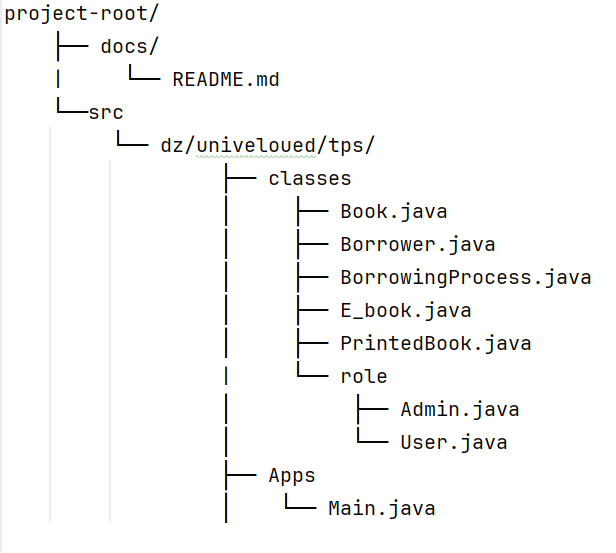 project-root/
├── docs/
|   └── README.md
└──src
    └── dz/univeloued/tps/
        ├── classes
        │   ├── Book.java
        │   ├── Borrower.java
        │   ├── BorrowingProcess.java
        │   ├── E_book.java
        │   ├── PrintedBook.java
        |   └── role
        │       ├── Admin.java
        │       └── User.java
        ├── Apps
        │   └── Main.java